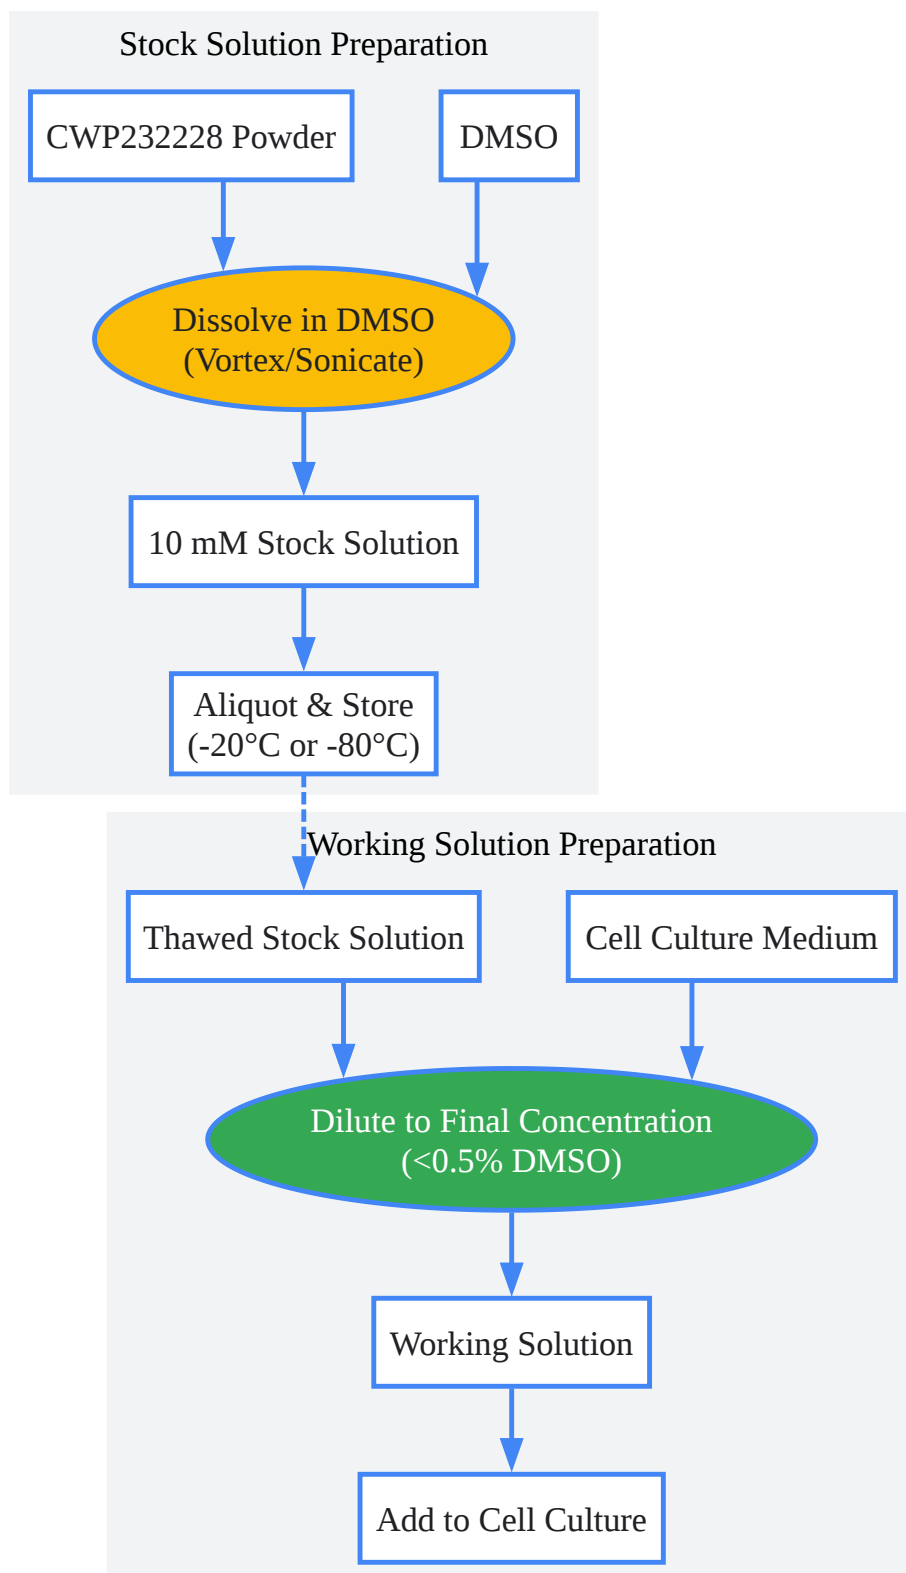 Stock Solution Preparation
CWP232228 Powder
DMSO
Dissolve in DMSO
(Vortex/Sonicate)
10 mM Stock Solution
Aliquot & Store
(-20°C or -80°C)
Working Solution Preparation
Thawed Stock Solution
Cell Culture Medium
Dilute to Final Concentration
(<0.5% DMSO)
Working Solution
Add to Cell Culture